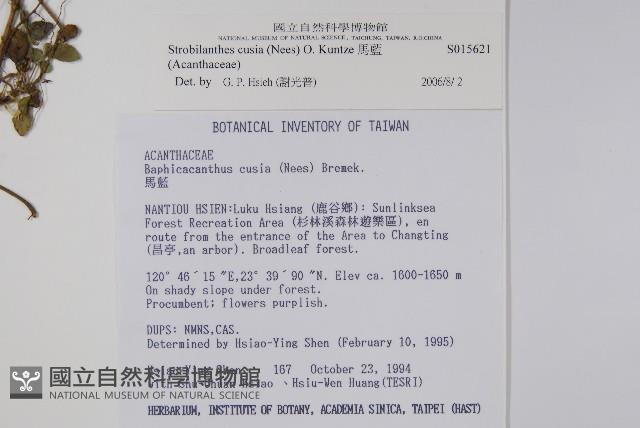 國立自然科學博物館
NATIONAL MUSEUM OF NATURAL SCIENCE, TAICHUNG, TAIWAN, R.O.CHINA
Strobilanthes cusia (Nees) O. Kuntze 馬藍 S015621
(Acanthaceae)
Det. by G. P. Hsieh (謝光普) 2006/8/ 2
BOTANICAL INVENTORY OF TAIWAN
ACANTHACEAE
Baphicacanthus cusia (Nees) Bremek.
馬藍
NANTIOU HSIEN:Luku Hsiang (鹿谷鄉): Sunlinksea
Forest Recreation Area (杉林溪森林遊樂區), en
route from the entrance of the Area to Changting
(昌亭,an arbor). Broadleaf forest.
120° 46´15 ″E,23° 39´90 ″N. Elev ca. 1600-1650 m
On shady slope under forest.
Procumbent; flowers purplish.
DUPS: NMNS,CAS.
Determined by Hsiao-Ying Shen (February 10, 1995)
167 October 23, 1994
、Hsiu-Wen Huang(TESRI)
國立自然科學博物館
NATIONAL MUSEUM OF NATURAL SCIENCE
HERBARIUM, INSTITUTE OF BOTANY, ACADEMIA SINICA, TAIPEI (HAST)